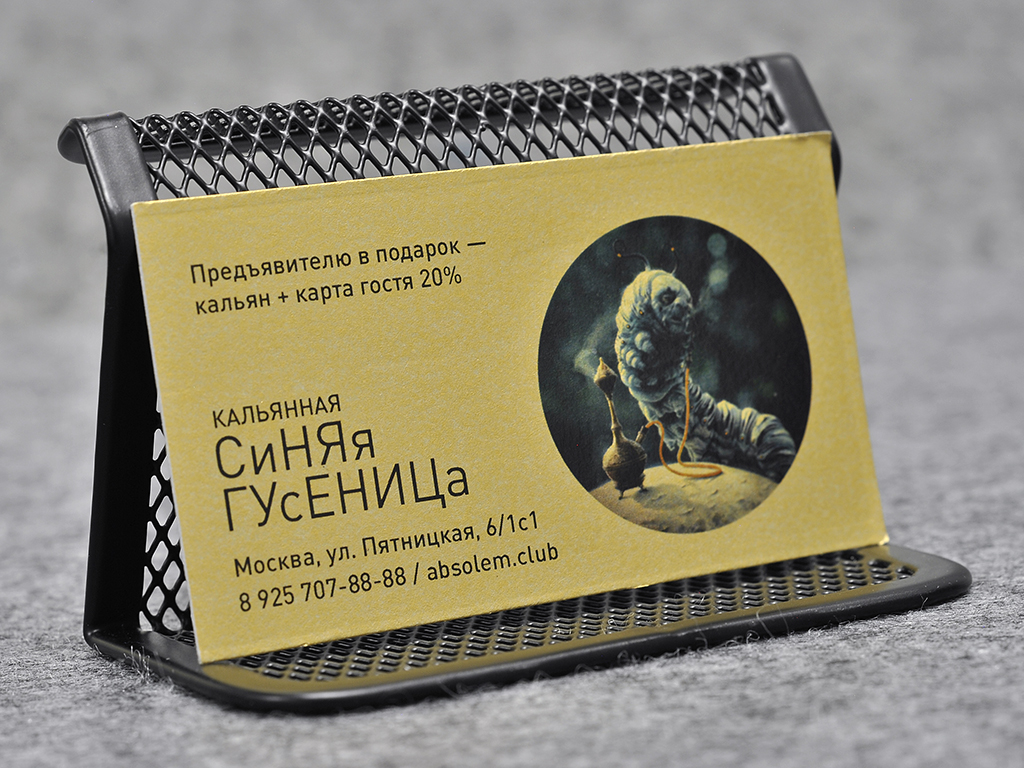 Предъявителю в подарок —
кальян + карта гостя 20%
КАЛЬЯННАЯ
СиНЯя
ГУсЕНИЦа
Москва, ул. Пятницкая, 6/1с1
8 925 707-88-88 / absolem.club